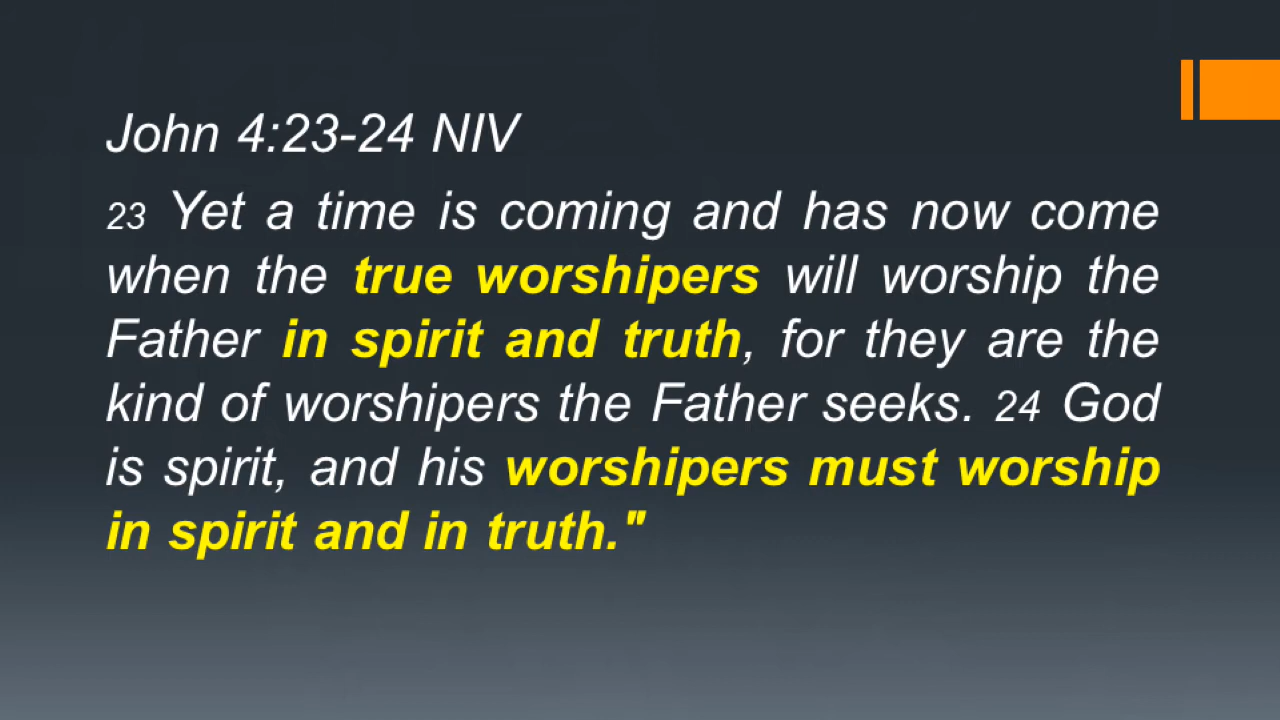 John 4:23-24 NIV
23 Yet a time is coming and has now come
when the true worshipers will worship the
Father in spirit and truth, for they are the
kind of worshipers the Father seeks. 24 God
is spirit, and his worshipers must worship
in spirit and in truth."